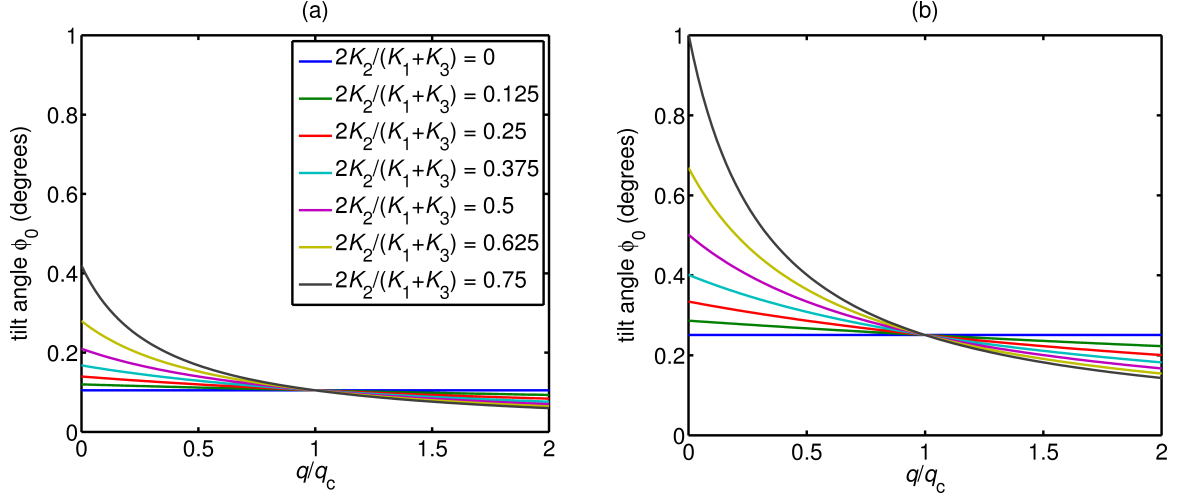 (a)
1
0.8
0.6
0.4
0.2
0
0 0.5 1 1.5 2
q/qc
tilt angle ϕ0 (degrees)
2K2/(K1+K3) = 0
2K2/(K1+K3) = 0.125
2K2/(K1+K3) = 0.25
2K2/(K1+K3) = 0.375
2K2/(K1+K3) = 0.5
2K2/(K1+K3) = 0.625
2K2/(K1+K3) = 0.75
(b)
1
0.8
0.6
0.4
0.2
0
0 0.5 1 1.5 2
q/qc
tilt angle ϕ0 (degrees)